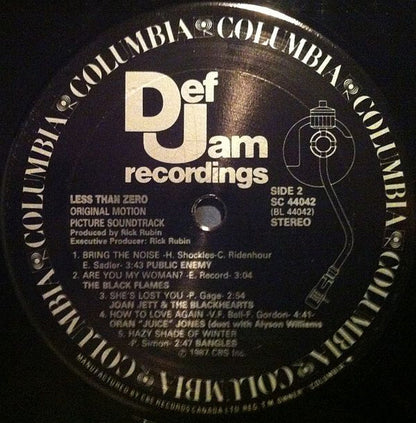 COLUMBIA COLUMBIA COLUMBIA COLUMBIA COLUMBIA COLUMBIA COLUMBIA COLUMBIA
Def
Jam
recordings
LESS THAN ZERO
ORIGINAL MOTION
PICTURE SOUNDTRACK
Produced by Rick Rubin
Executive Producer: Rick Rubin
SIDE 2
SC 44042
(BL 44042)
STEREO
1. BRING THE NOISE -H. Shocklee-C. Ridenhour
E. Sadler- 3:43 PUBLIC ENEMY
2. ARE YOU MY WOMAN? -E. Record- 3:04
THE BLACK FLAMES
3. SHE'S LOST YOU -P. Gage- 2:54
JOAN JETT & THE BLACKHEARTS
4. HOW TO LOVE AGAIN -V.F. Bell-F. Gordon- 4:41-
ORAN "JUICE" JONES (duet with Alyson Williams
5. HAZY SHADE OF WINTER
-P. Simon- 2:47 BANGLES
Ⓟ 1987 CBS Inc.
MANUFACTURED BY CBS RECORDS CANADA LTD